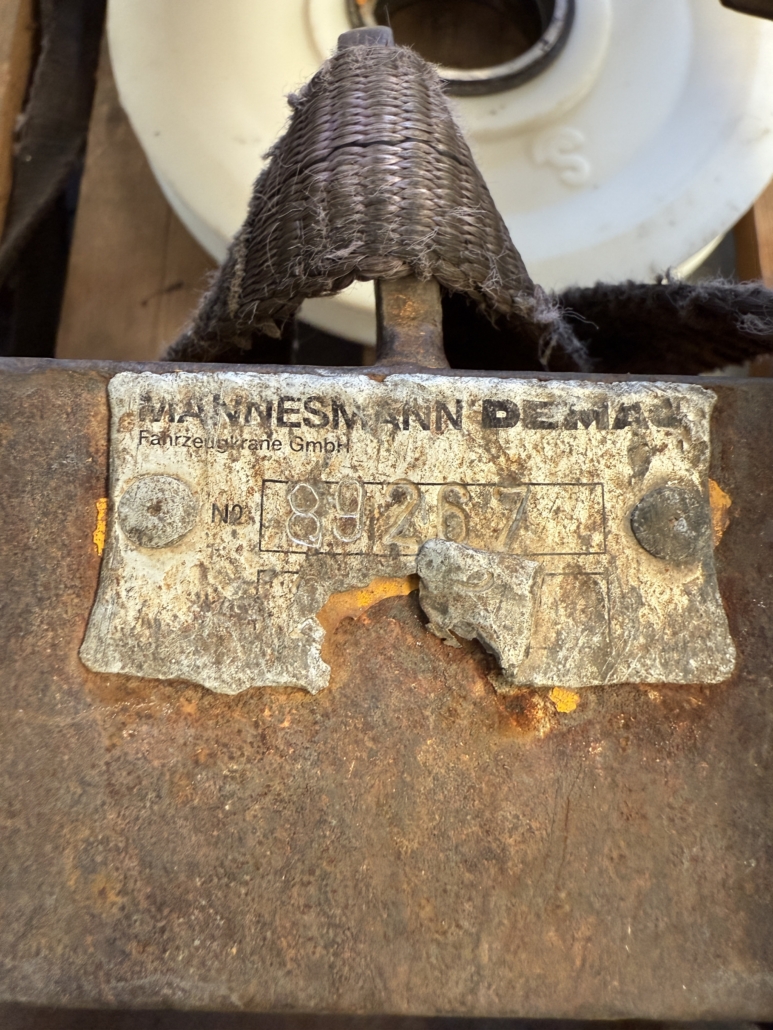 MANNESMANN DEMAG
Fahrzeugkrane GmbH
No. 89267
S